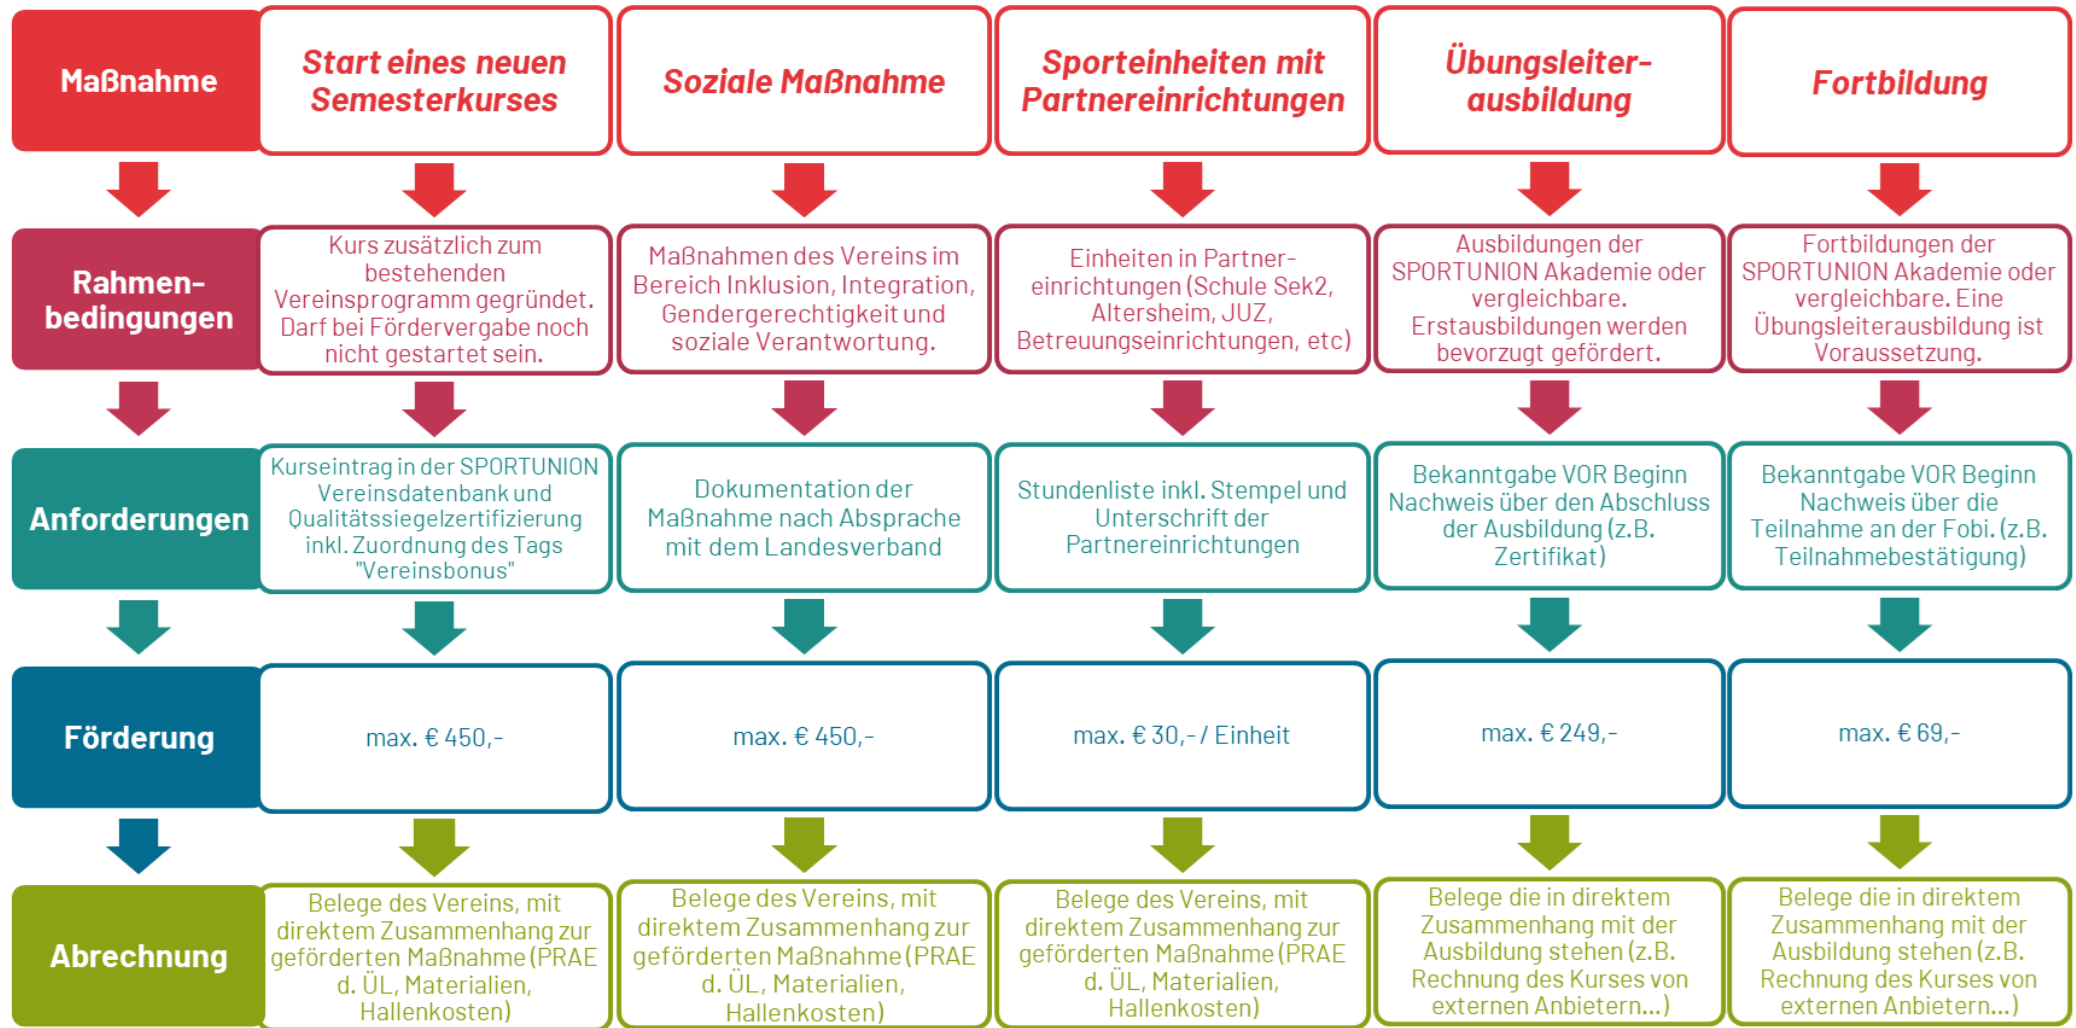 Maßnahme
Start eines neuen
Semesterkurses
Soziale Maßnahme
Sporteinheiten mit
Partnereinrichtungen
Übungsleiter-
ausbildung
Fortbildung
Rahmen-
bedingungen
Kurs zusätzlich zum
bestehenden
Vereinsprogramm gegründet.
Darf bei Fördervergabe noch
nicht gestartet sein.
Maßnahmen des Vereins im
Bereich Inklusion, Integration,
Gendergerechtigkeit und
soziale Verantwortung.
Einheiten in Partner-
einrichtungen (Schule Sek2,
Altersheim, JUZ,
Betreuungseinrichtungen, etc)
Ausbildungen der
SPORTUNION Akademie oder
vergleichbare.
Erstausbildungen werden
bevorzugt gefördert.
Fortbildungen der
SPORTUNION Akademie oder
vergleichbare. Eine
Übungsleiterausbildung ist
Voraussetzung.
Anforderungen
Kurseintrag in der SPORTUNION
Vereinsdatenbank und
Qualitätssiegelzertifizierung
inkl. Zuordnung des Tags
"Vereinsbonus"
Dokumentation der
Maßnahme nach Absprache
mit dem Landesverband
Stundenliste inkl. Stempel und
Unterschrift der
Partnereinrichtungen
Bekanntgabe VOR Beginn
Nachweis über den Abschluss
der Ausbildung (z.B.
Zertifikat)
Bekanntgabe VOR Beginn
Nachweis über die
Teilnahme an der Fobi. (z.B.
Teilnahmebestätigung)
Förderung
max. € 450,-
max. € 450,-
max. € 30,- / Einheit
max. € 249,-
max. € 69,-
Abrechnung
Belege des Vereins, mit
direktem Zusammenhang zur
geförderten Maßnahme (PRAE
d. ÜL, Materialien,
Hallenkosten)
Belege des Vereins, mit
direktem Zusammenhang zur
geförderten Maßnahme (PRAE
d. ÜL, Materialien,
Hallenkosten)
Belege des Vereins, mit
direktem Zusammenhang zur
geförderten Maßnahme (PRAE
d. ÜL, Materialien,
Hallenkosten)
Belege die in direktem
Zusammenhang mit der
Ausbildung stehen (z.B.
Rechnung des Kurses von
externen Anbietern...)
Belege die in direktem
Zusammenhang mit der
Ausbildung stehen (z.B.
Rechnung des Kurses von
externen Anbietern...)